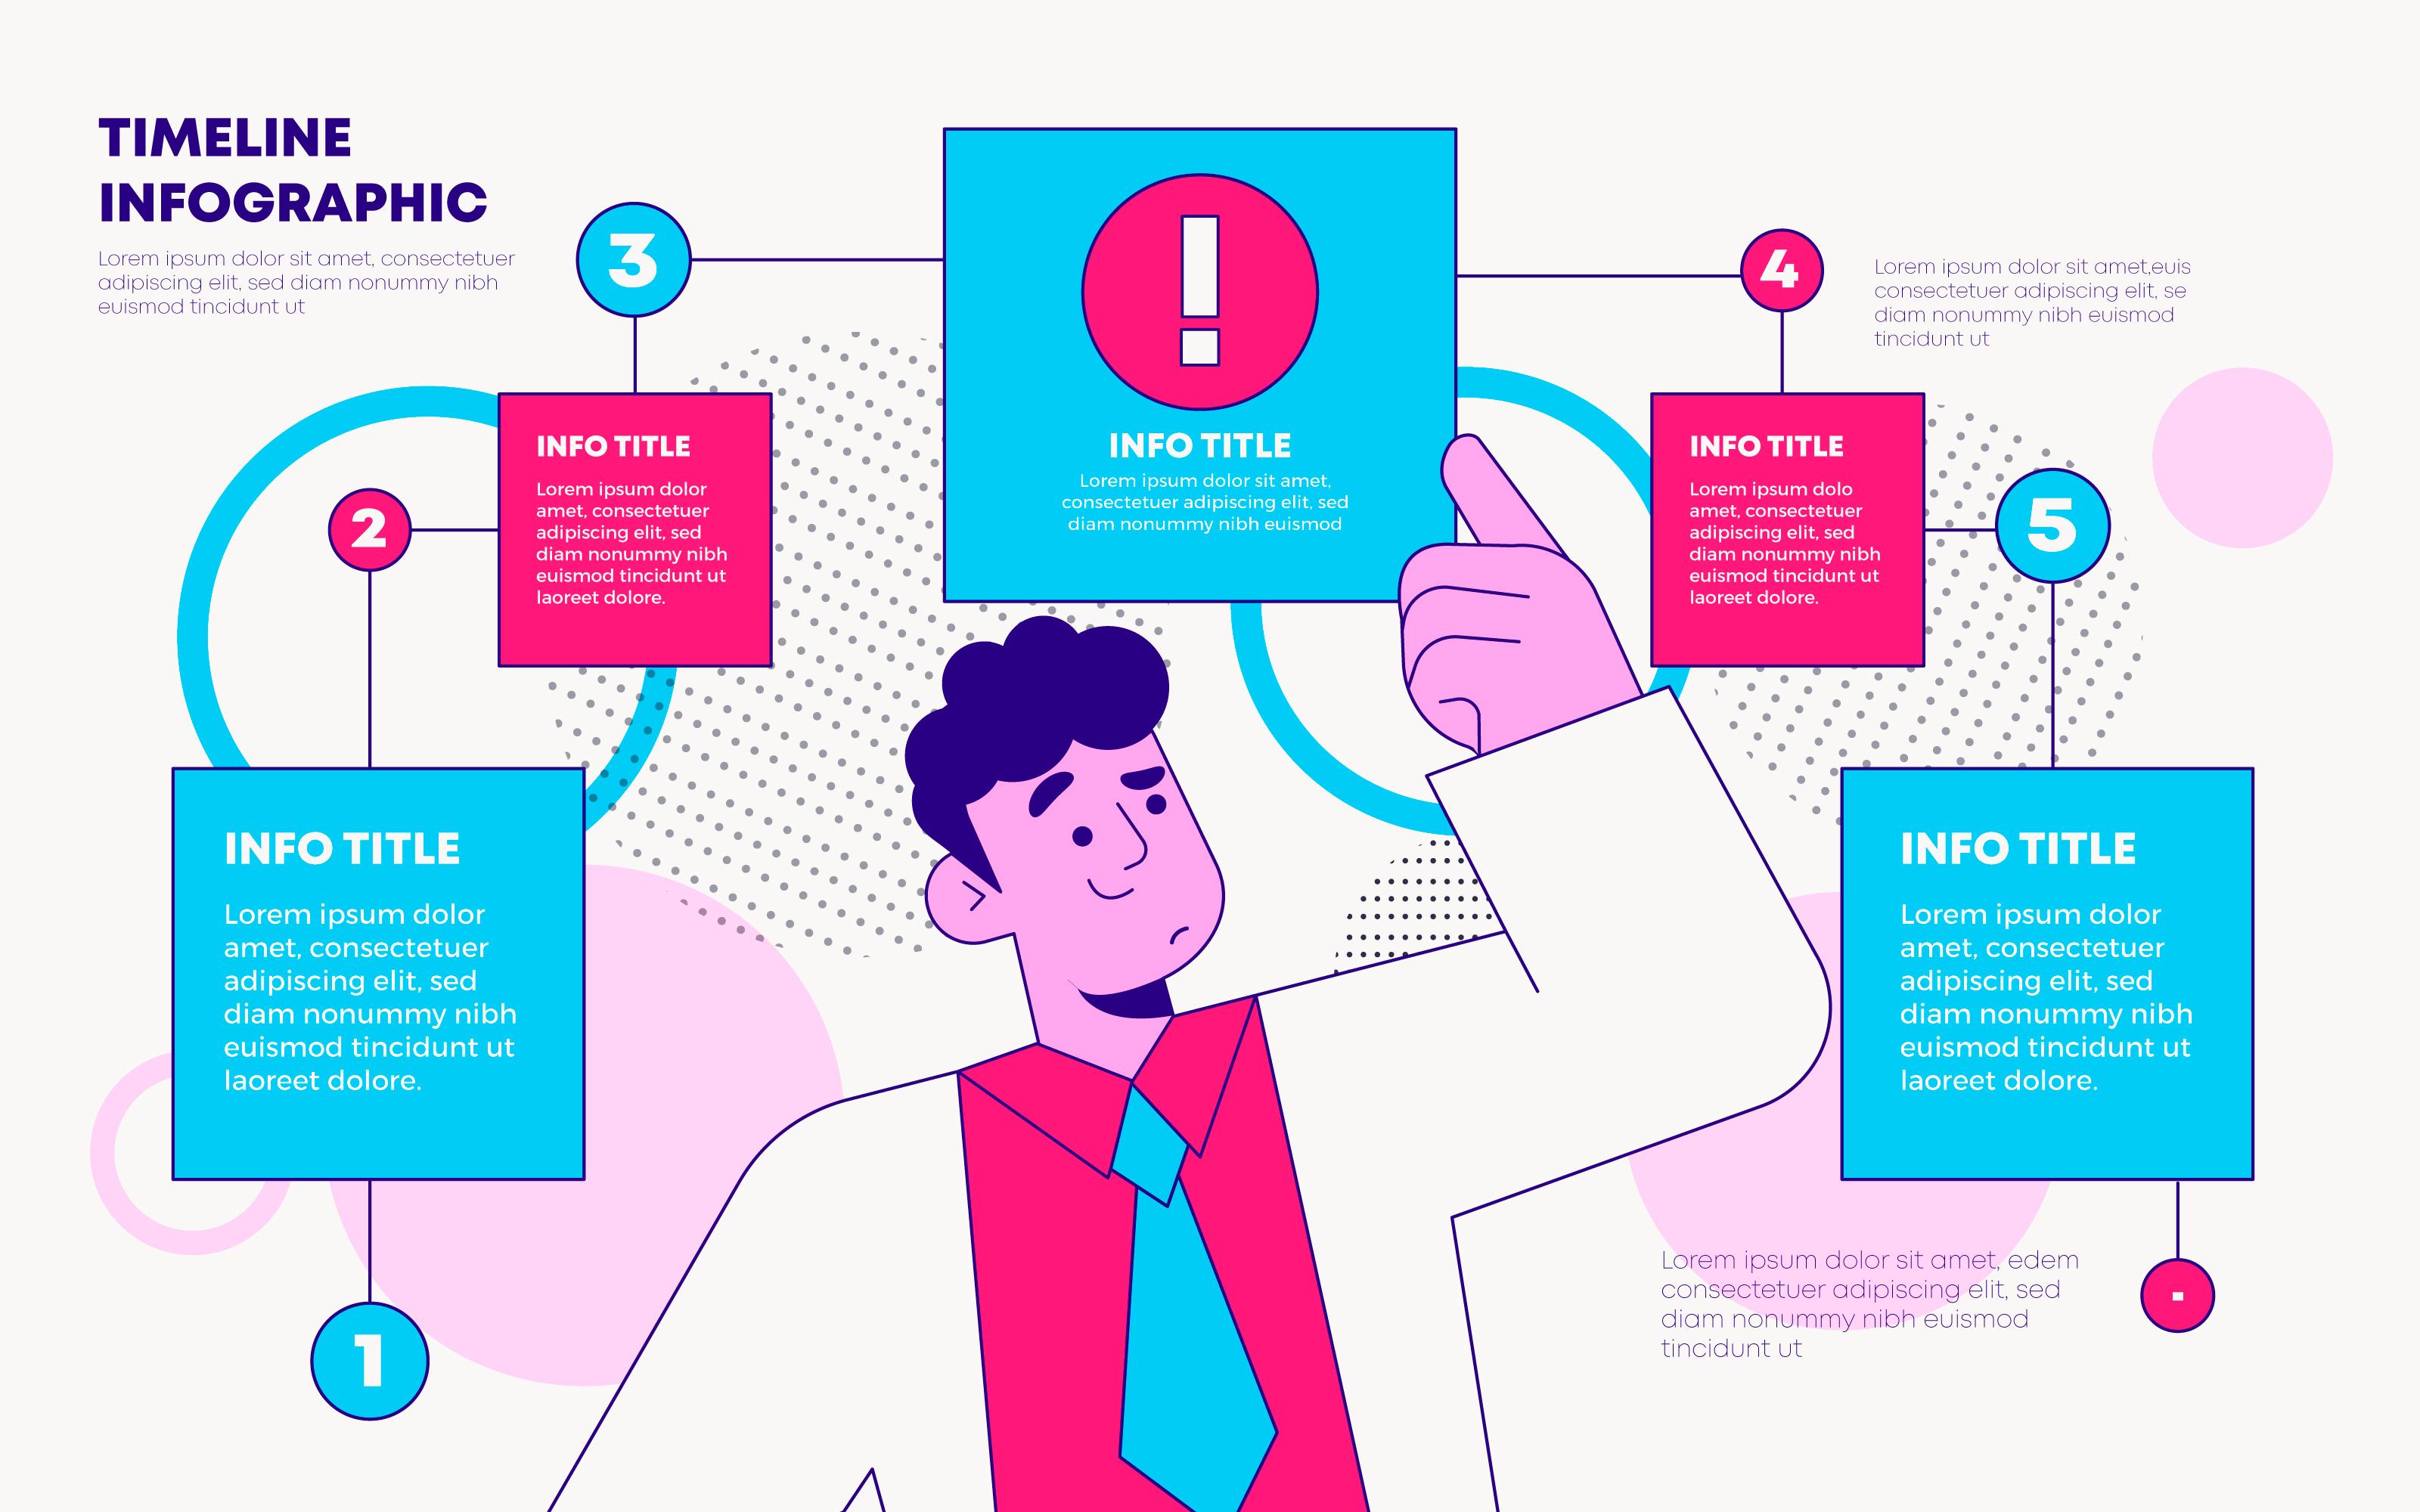 TIMELINE
INFOGRAPHIC
Lorem ipsum dolor sit amet, consectetuer
adipiscing elit, sed diam nonummy nibh
euismod tincidunt ut
1
INFO TITLE
Lorem ipsum dolor
amet, consectetuer
adipiscing elit, sed
diam nonummy nibh
euismod tincidunt ut
laoreet dolore.
2
INFO TITLE
Lorem ipsum dolor
amet, consectetuer
adipiscing elit, sed
diam nonummy nibh
euismod tincidunt ut
laoreet dolore.
3
!
INFO TITLE
Lorem ipsum dolor sit amet,
consectetuer adipiscing elit, sed
diam nonummy nibh euismod
4
Lorem ipsum dolor sit amet,euis
consectetuer adipiscing elit, se
diam nonummy nibh euismod
tincidunt ut
INFO TITLE
Lorem ipsum dolo
amet, consectetuer
adipiscing elit, sed
diam nonummy nibh
euismod tincidunt ut
laoreet dolore.
5
INFO TITLE
Lorem ipsum dolor
amet, consectetuer
adipiscing elit, sed
diam nonummy nibh
euismod tincidunt ut
laoreet dolore.
Lorem ipsum dolor sit amet, edem
consectetuer adipiscing elit, sed
diam nonummy nibh euismod
tincidunt ut
.